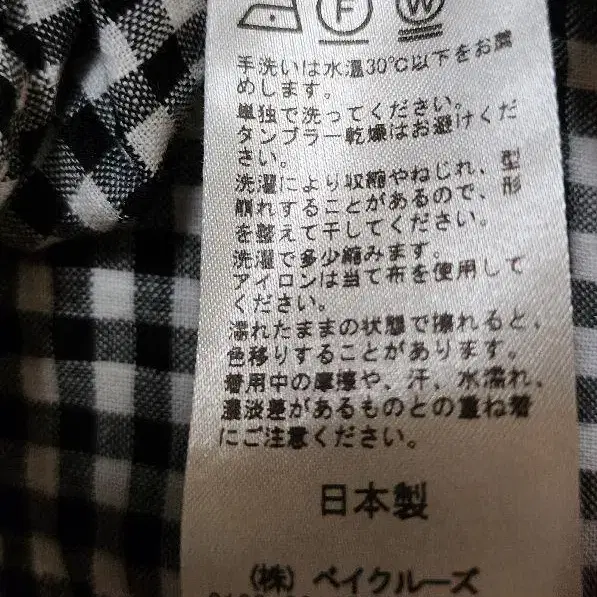 F W
手洗いは水温30℃以下をお薦
めします。
単独で洗ってください。
タンブラー乾燥はお避けくだ
さい。
洗濯により収縮やねじれ、型
崩れすることがあるので、形
を整えて干してください。
洗濯で多少縮みます。
アイロンは当て布を使用して
ください。
濡れたままの状態で擦れると、
色移りすることがあります。
着用中の摩擦や、汗、水濡れ、
濃淡差があるものとの重ね着
にご注意ください。
日本製
(株) ベイクルーズ